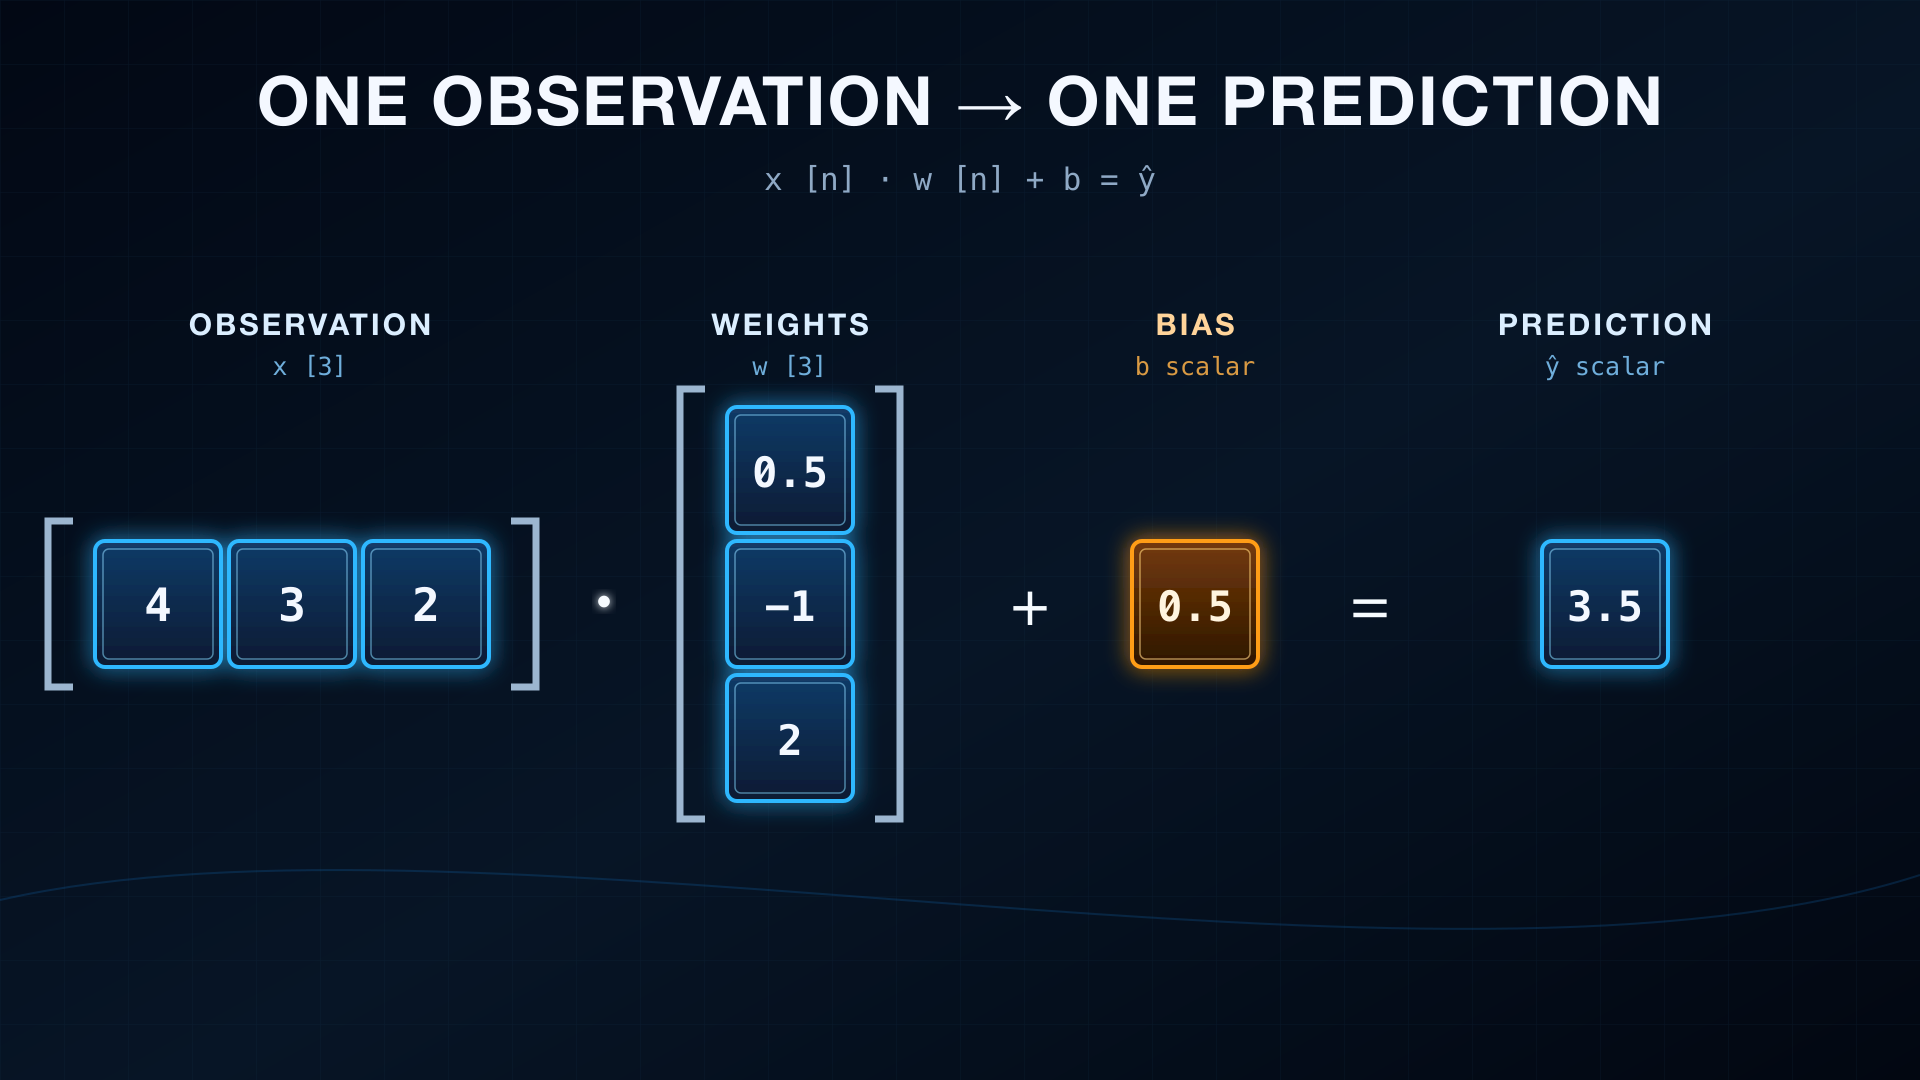 ONE OBSERVATION → ONE PREDICTION
x [n] · w [n] + b = ŷ
OBSERVATION
x [3]
WEIGHTS
w [3]
BIAS
b scalar
PREDICTION
ŷ scalar
4 3 2
·
0.5
−1
2
+
0.5
=
3.5